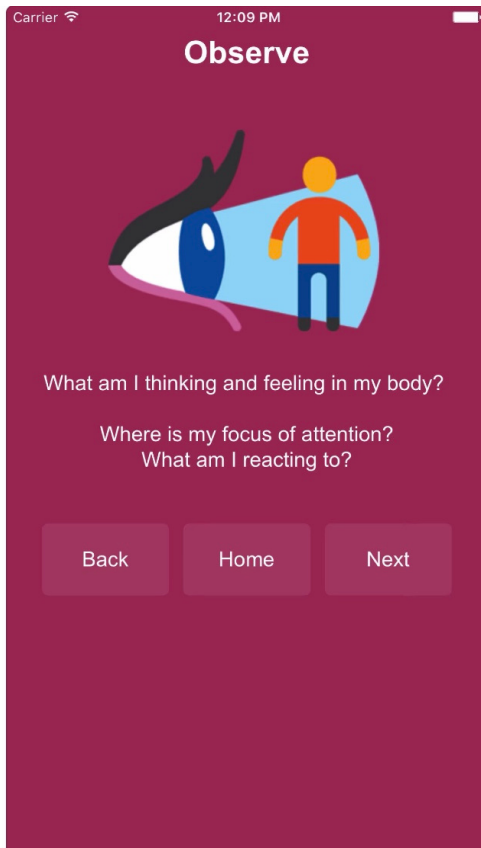 Carrier 12:09 PM
Observe
What am I thinking and feeling in my body?
Where is my focus of attention?
What am I reacting to?
Back Home Next